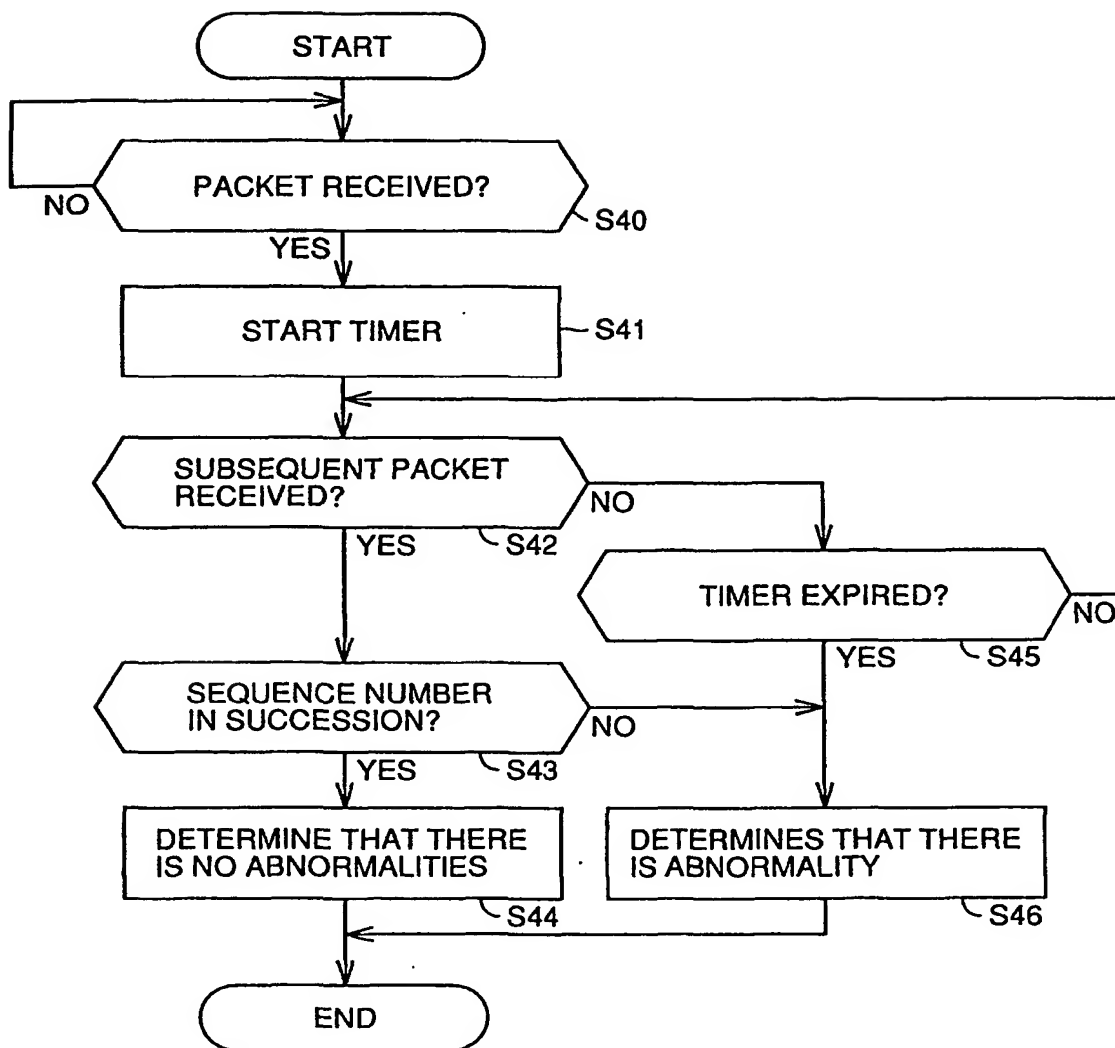 START
PACKET RECEIVED?
NO
S40
YES
START TIMER
S41
SUBSEQUENT PACKET
RECEIVED?
NO
YES
S42
TIMER EXPIRED?
NO
YES
S45
SEQUENCE NUMBER
IN SUCCESSION?
NO
YES
S43
DETERMINE THAT THERE
IS NO ABNORMALITIES
S44
DETERMINES THAT THERE
IS ABNORMALITY
S46
END